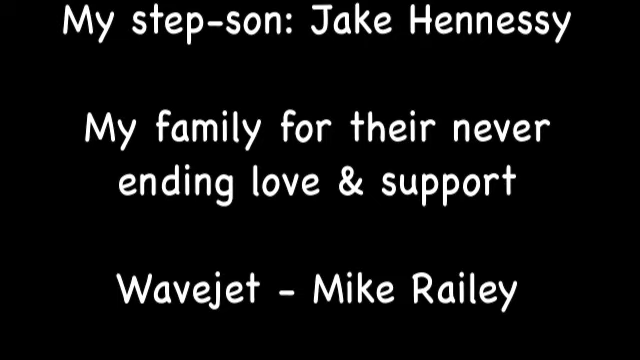 My step-son: Jake Hennessy
My family for their never
ending love & support
Wavejet - Mike Railey